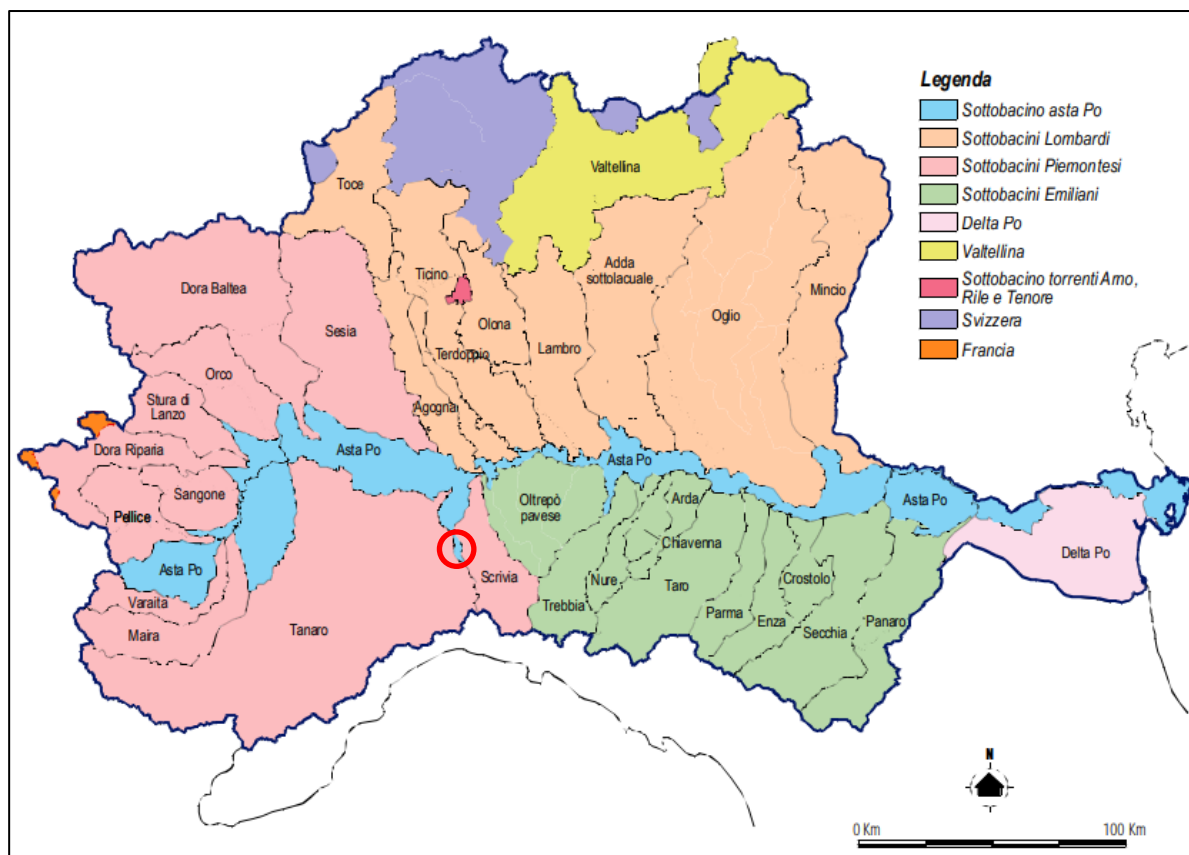 Legenda
Sottobacino asta Po
Sottobacini Lombardi
Sottobacini Piemontesi
Sottobacini Emiliani
Delta Po
Valtellina
Sottobacino torrenti Arno,
Rile e Tenore
Svizzera
Francia
Valtellina
Toce
Ticino
Adda
sottolacuale
Dora Baltea
Mincio
Sesia
Olona
Oglio
Terdoppio
Lambro
Orco
Stura di
Lanzo
Agogna
Dora Riparia
Asta Po
Asta Po
Sangone
Oltrepò
pavese
Arda
Asta Po
Pellice
Chiavenna
Delta Po
Asta Po
Scrivia
Nure
Crostolo
Varaita
Trebbia
Taro
Maira
Tanaro
Parma
Enza
Panaro
Secchia
N
0 Km
100 Km